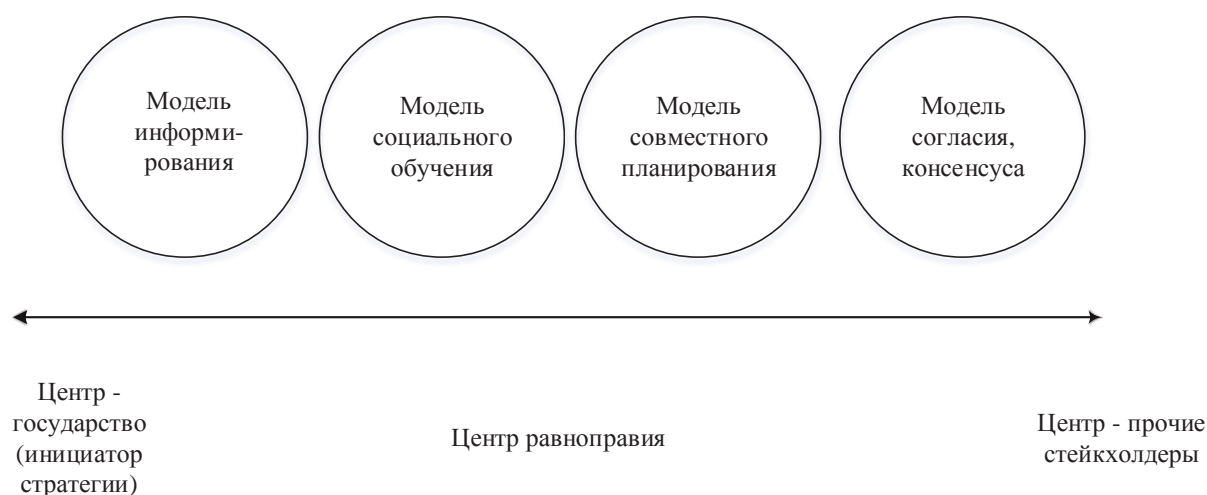 Модель
информи-
рования
Модель
социального
обучения
Модель
совместного
планирования
Модель
согласия,
консенсуса
Центр -
государство
(инициатор
стратегии)
Центр равноправия
Центр - прочие
стейкхолдеры